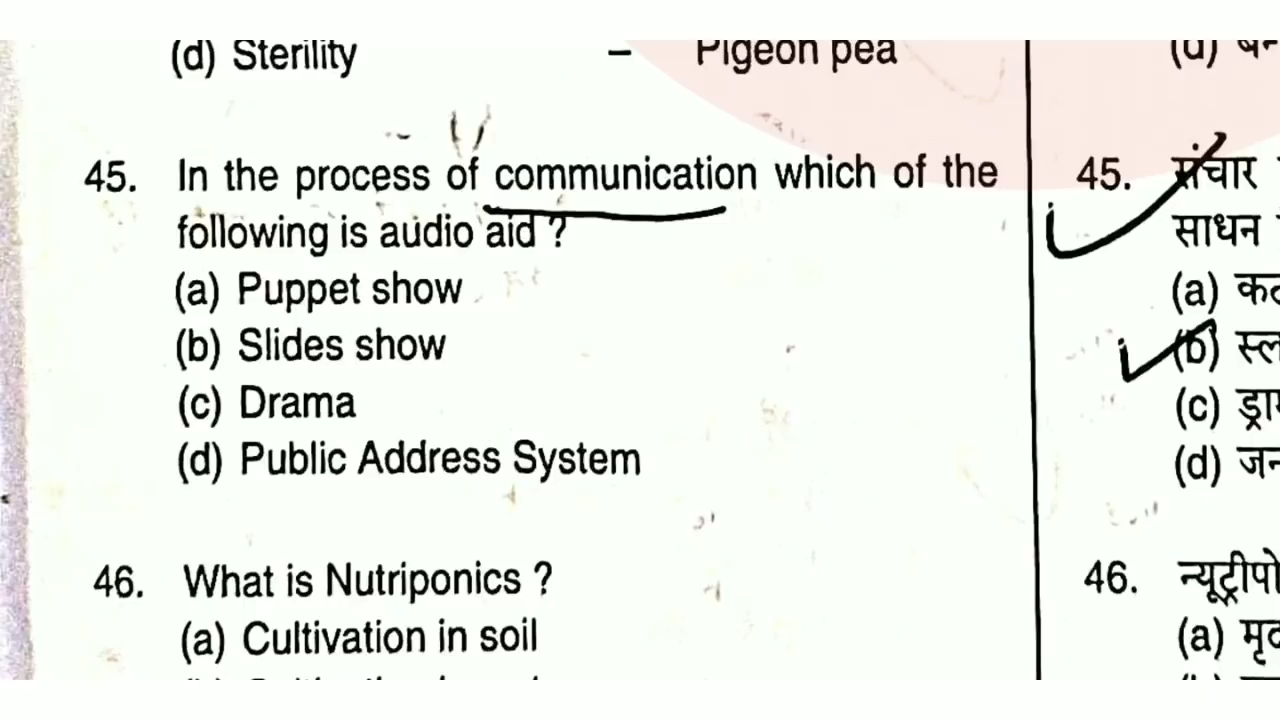 (d) Sterility – Pigeon pea
45. In the process of communication which of the
following is audio aid ?
(a) Puppet show
(b) Slides show
(c) Drama
(d) Public Address System
46. What is Nutriponics ?
(a) Cultivation in soil
(d)
45. संचार
साधन
(a)
(b)
(c)
(d)
46.
(a)